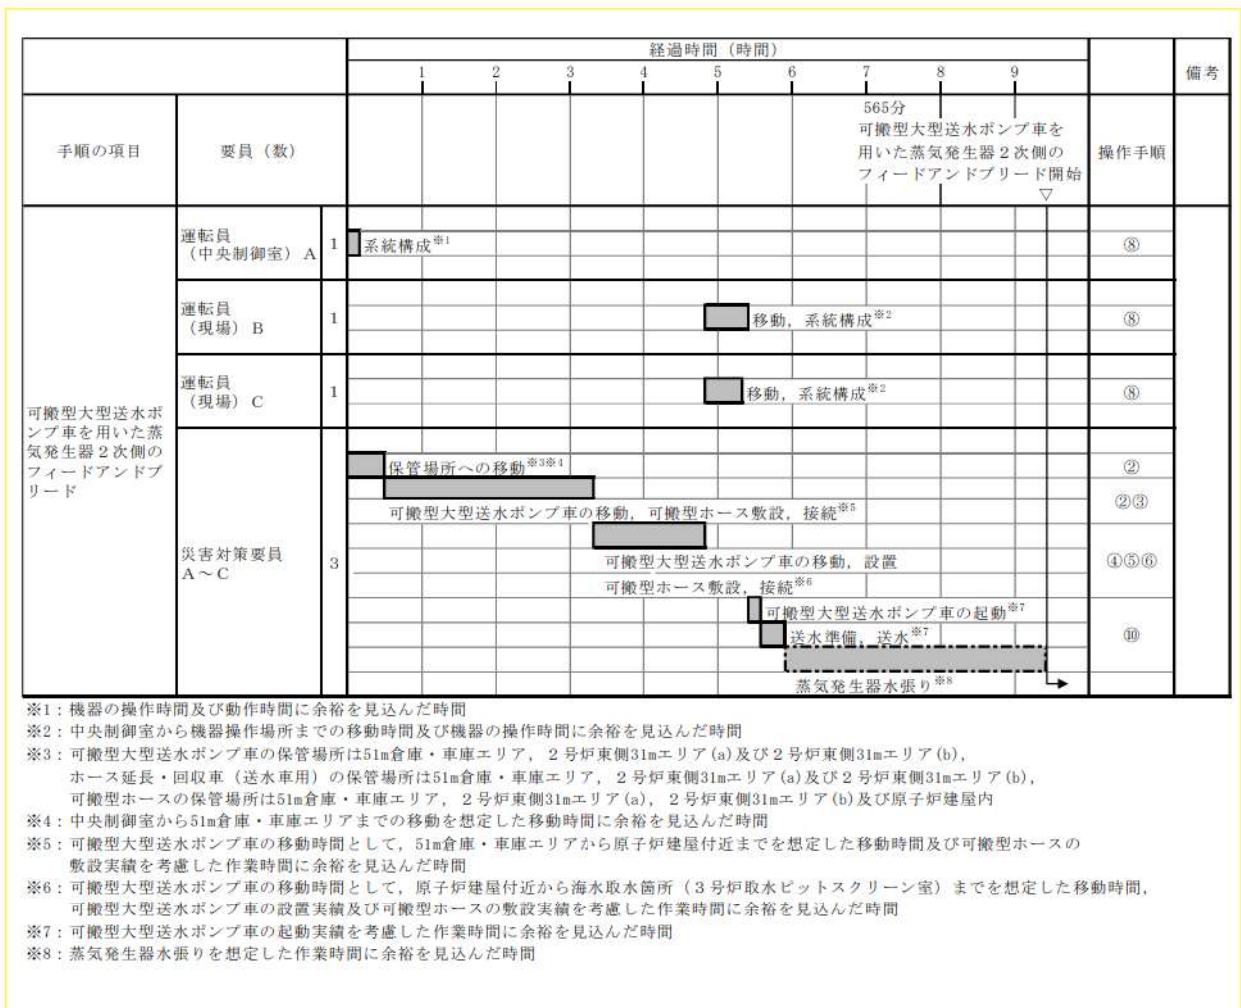 経過時間（時間）
備考
1 2 3 4 5 6 7 8 9
手順の項目
要員（数）
565分
可搬型大型送水ポンプ車を
用いた蒸気発生器２次側の
フィードアンドブリード開始
▽
操作手順
可搬型大型送水ポ
ンプ車を用いた蒸
気発生器２次側の
フィードアンドブ
リード
運転員
（中央制御室）A
1
系統構成※1
⑧
運転員
（現場）B
1
移動，系統構成※2
⑧
運転員
（現場）C
1
移動，系統構成※2
⑧
災害対策要員
A～C
3
保管場所への移動※3※4
②
可搬型大型送水ポンプ車の移動，可搬型ホース敷設，接続※5
②③
可搬型大型送水ポンプ車の移動，設置
可搬型ホース敷設，接続※6
④⑤⑥
可搬型大型送水ポンプ車の起動※7
送水準備，送水※7
⑩
蒸気発生器水張り※8
※1：機器の操作時間及び動作時間に余裕を見込んだ時間
※2：中央制御室から機器操作場所までの移動時間及び機器の操作時間に余裕を見込んだ時間
※3：可搬型大型送水ポンプ車の保管場所は51m倉庫・車庫エリア，２号炉東側31mエリア(a)及び２号炉東側31mエリア(b)，
ホース延長・回収車（送水車用）の保管場所は51m倉庫・車庫エリア，２号炉東側31mエリア(a)及び２号炉東側31mエリア(b)，
可搬型ホースの保管場所は51m倉庫・車庫エリア，２号炉東側31mエリア(a)，２号炉東側31mエリア(b)及び原子炉建屋内
※4：中央制御室から51m倉庫・車庫エリアまでの移動を想定した移動時間に余裕を見込んだ時間
※5：可搬型大型送水ポンプ車の移動時間として，51m倉庫・車庫エリアから原子炉建屋付近までを想定した移動時間及び可搬型ホースの
敷設実績を考慮した作業時間に余裕を見込んだ時間
※6：可搬型大型送水ポンプ車の移動時間として，原子炉建屋付近から海水取水箇所（３号炉取水ピットスクリーン室）までを想定した移動時間，
可搬型大型送水ポンプ車の設置実績及び可搬型ホースの敷設実績を考慮した作業時間に余裕を見込んだ時間
※7：可搬型大型送水ポンプ車の起動実績を考慮した作業時間に余裕を見込んだ時間
※8：蒸気発生器水張りを想定した作業時間に余裕を見込んだ時間